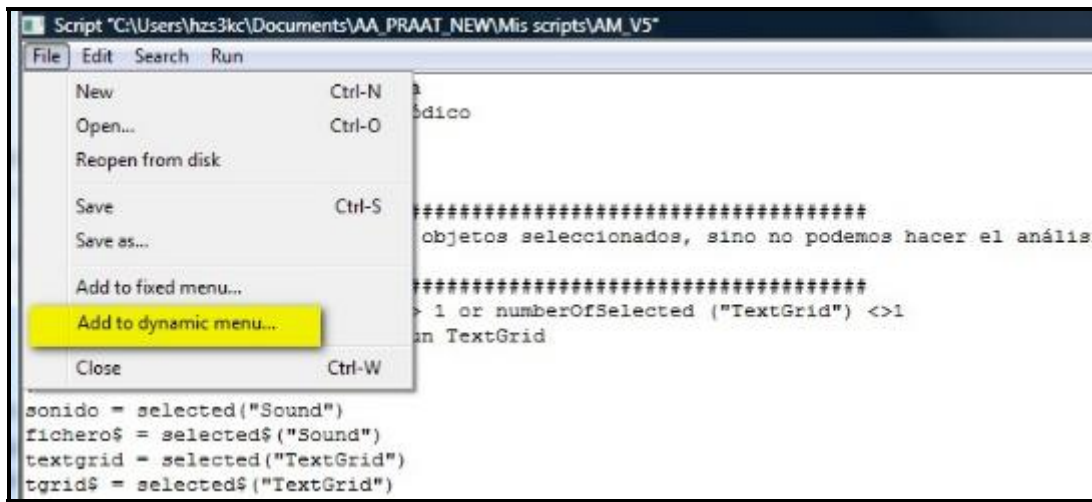 Script "C:\Users\hzs3kc\Documents\AA_PRAAT_NEW\Mis scripts\AM_V5"
File Edit Search Run
New Ctrl-N
ódico
Open... Ctrl-O
Reopen from disk
Save Ctrl-S
########################################
Save as...
objetos seleccionados, sino no podemos hacer el anális
Add to fixed menu...
########################################
> 1 or numberOfSelected ("TextGrid") <>1
Add to dynamic menu...
un TextGrid
Close Ctrl-W
sonido = selected("Sound")
fichero$ = selected$("Sound")
textgrid = selected("TextGrid")
tgrid$ = selected$("TextGrid")